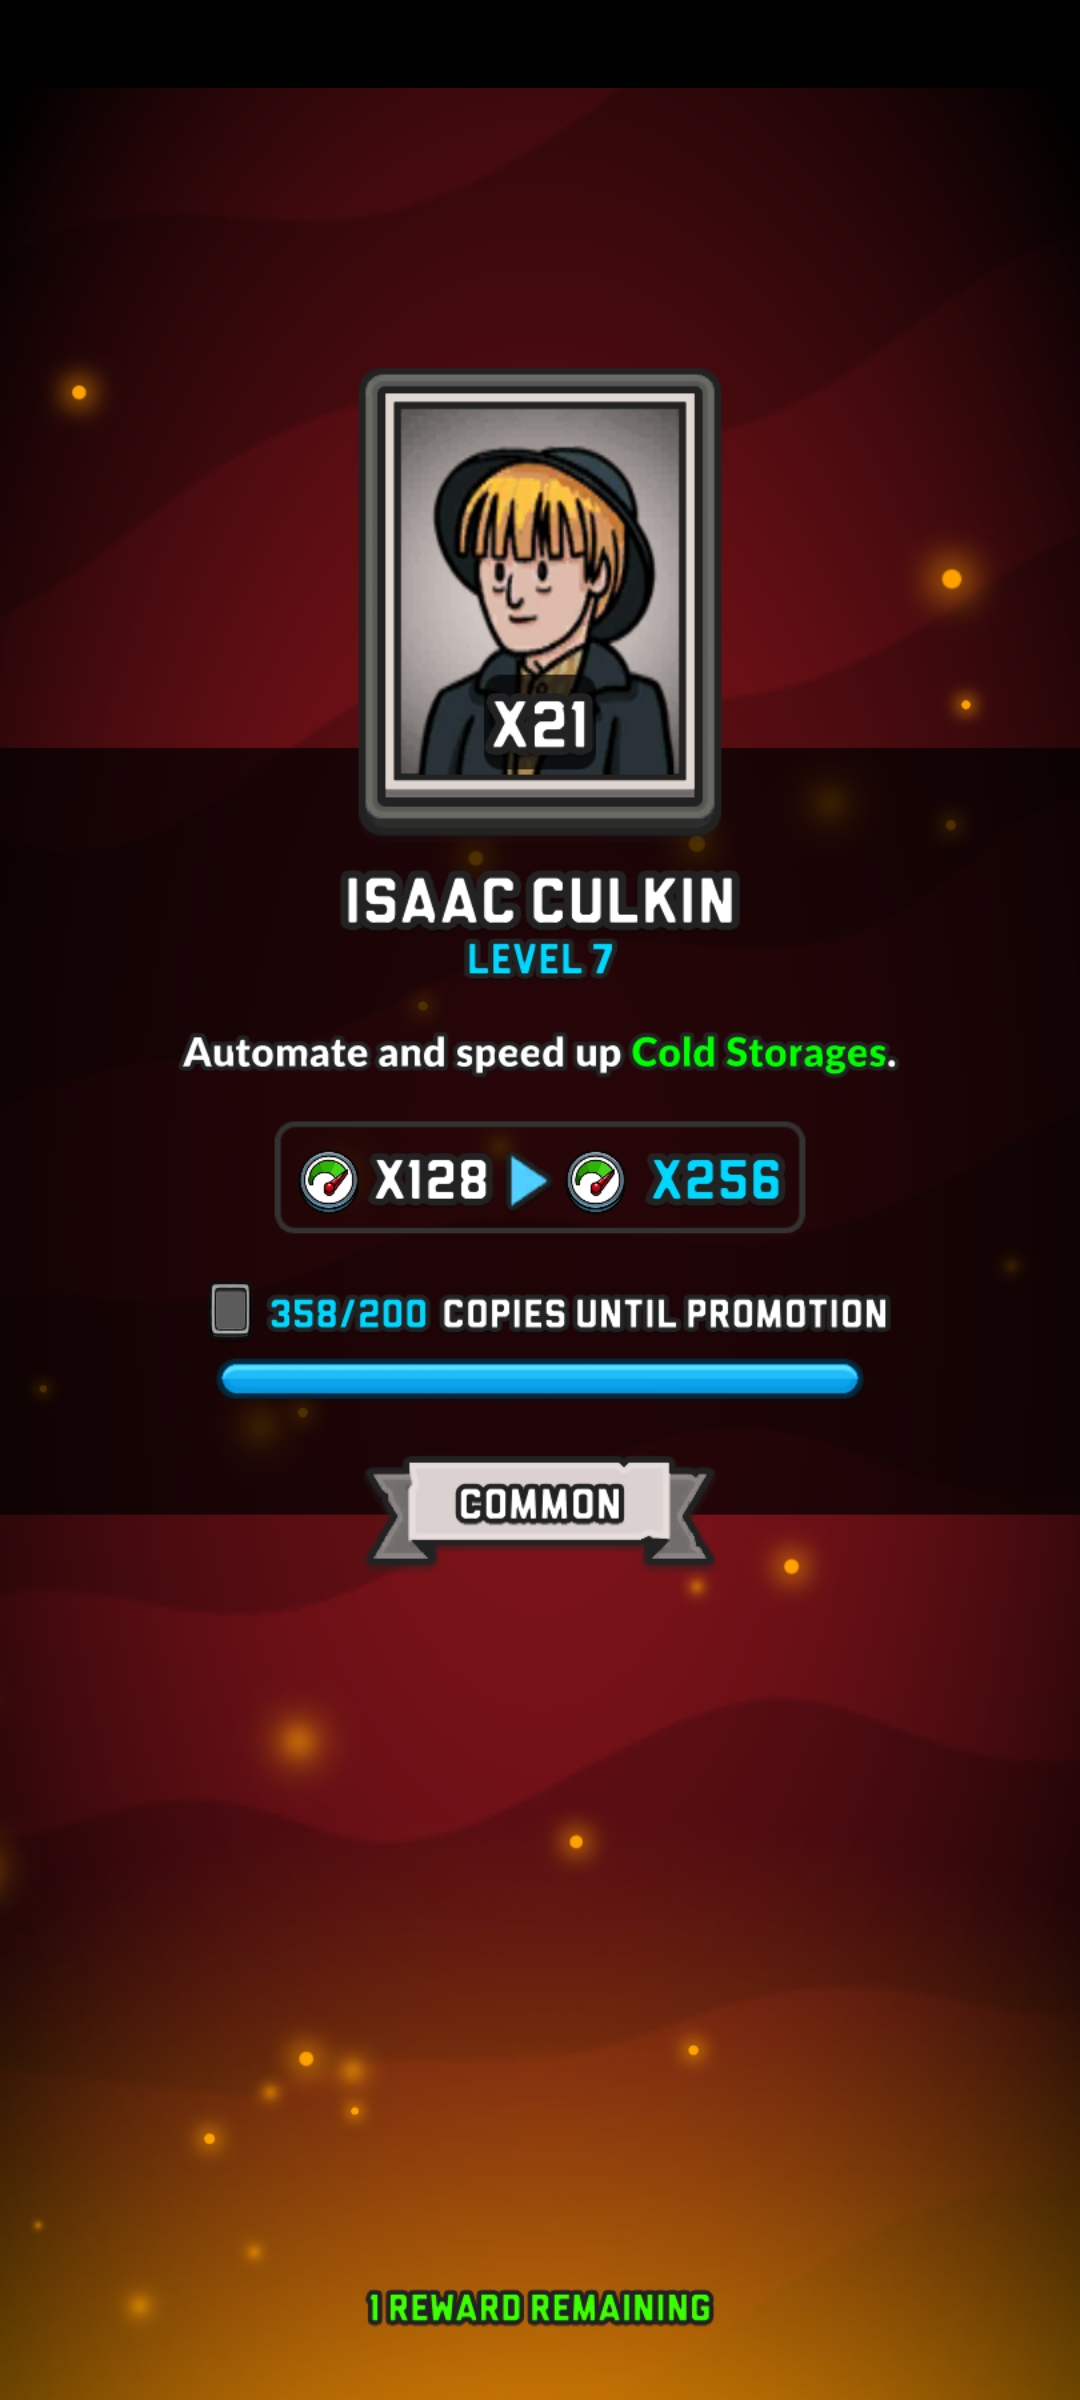 X21
ISAAC CULKIN
LEVEL 7
Automate and speed up Cold Storages.
X128 X256
358/200 COPIES UNTIL PROMOTION
COMMON
1 REWARD REMAINING